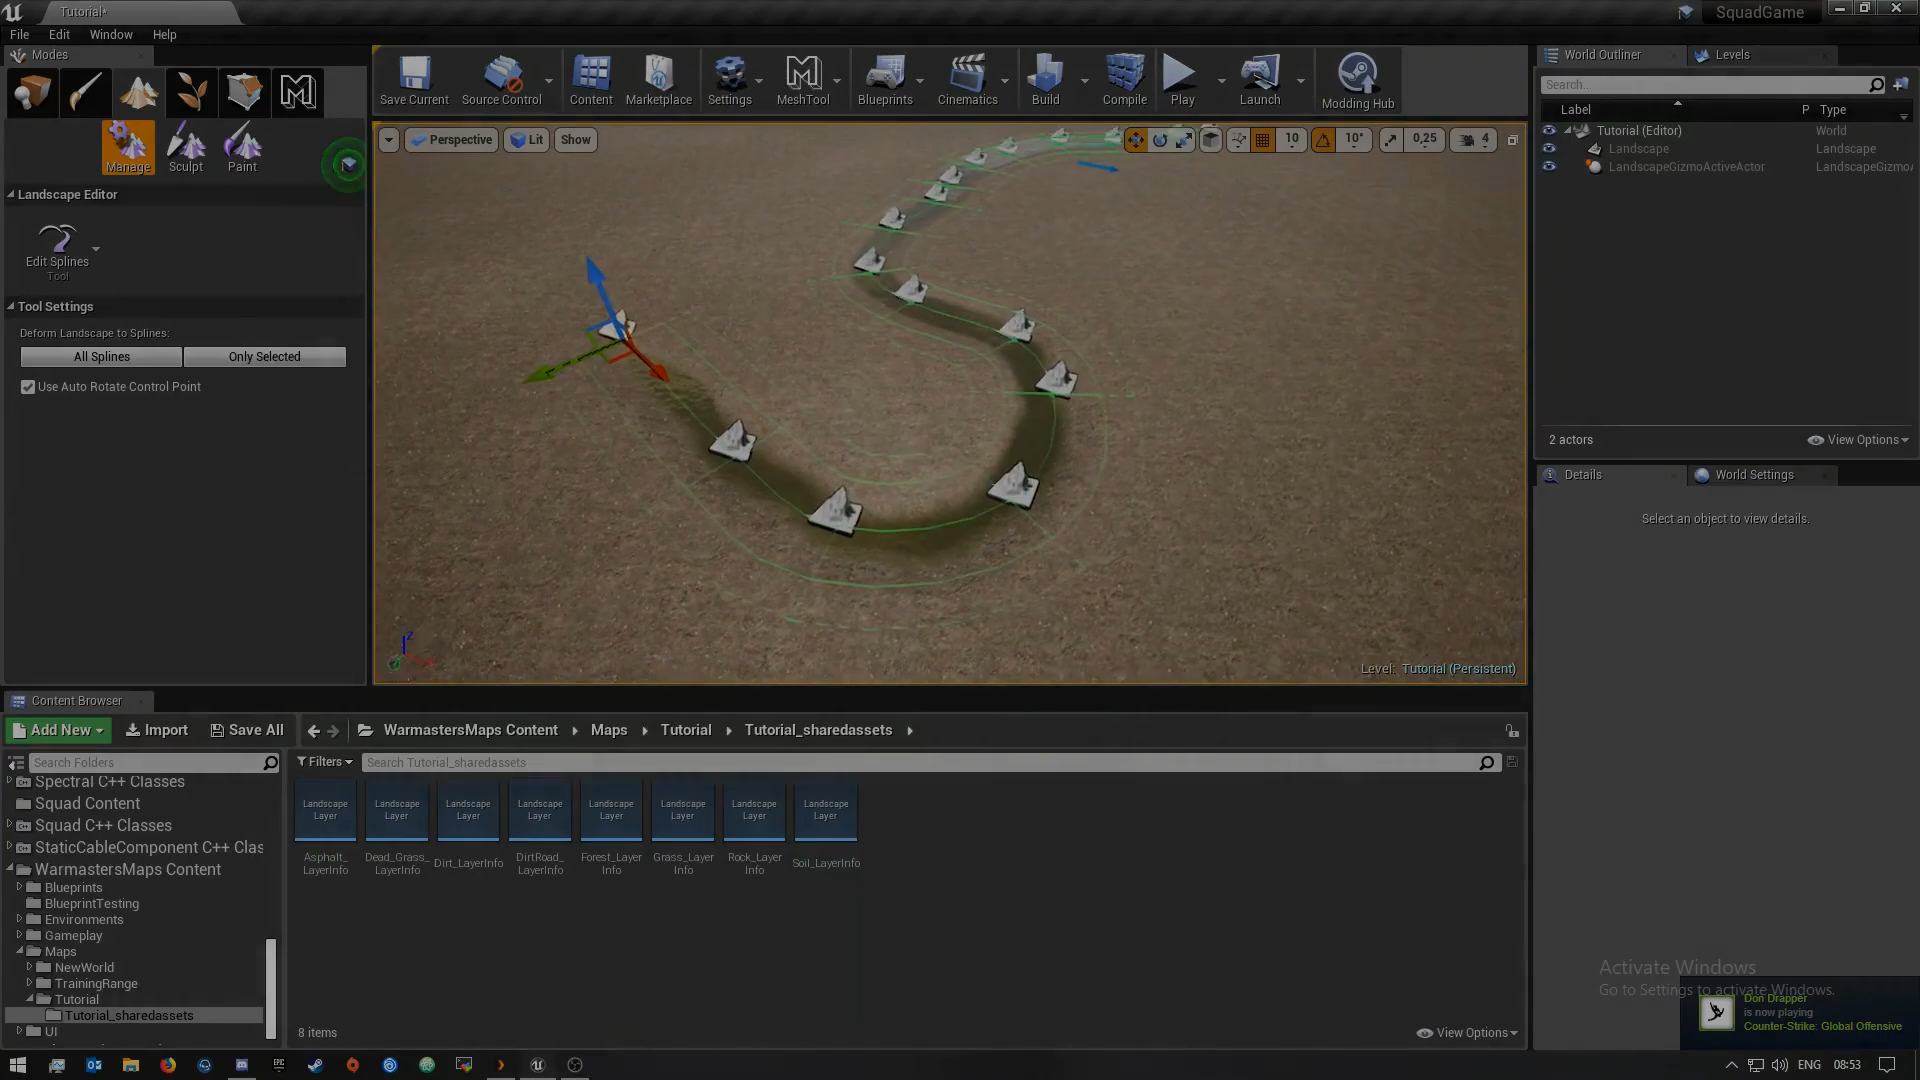 Tutorial*
SquadGame
File Edit Window Help
Modes
Save Current
Source Control
Content
Marketplace
Settings
MeshTool
Blueprints
Cinematics
Build
Compile
Play
Launch
Modding Hub
World Outliner
Levels
Search...
Label P Type
Tutorial (Editor) World
Landscape Landscape
LandscapeGizmoActiveActor LandscapeGizmoA
2 actors
View Options
Manage
Sculpt
Paint
Landscape Editor
Edit Splines
Tool
Tool Settings
Deform Landscape to Splines:
All Splines
Only Selected
Use Auto Rotate Control Point
Perspective
Lit
Show
10
10°
0,25
4
Z
Level: Tutorial (Persistent)
Details
World Settings
Select an object to view details.
Content Browser
Add New
Import
Save All
WarmastersMaps Content
Maps
Tutorial
Tutorial_sharedassets
Search Folders
Filters
Search Tutorial_sharedassets
Spectral C++ Classes
Squad Content
Squad C++ Classes
StaticCableComponent C++ Clas
WarmastersMaps Content
Blueprints
BlueprintTesting
Environments
Gameplay
Maps
NewWorld
TrainingRange
Tutorial
Tutorial_sharedassets
UI
Landscape Layer
Asphalt_
LayerInfo
Landscape Layer
Dead_Grass_
LayerInfo
Landscape Layer
Dirt_LayerInfo
Landscape Layer
DirtRoad_
LayerInfo
Landscape Layer
Forest_Layer
Info
Landscape Layer
Grass_Layer
Info
Landscape Layer
Rock_Layer
Info
Landscape Layer
Soil_LayerInfo
8 items
View Options
Activate Windows
Go to Settings to activate Windows.
Don Drapper
is now playing
Counter-Strike: Global Offensive
EPIC
ENG
08:53